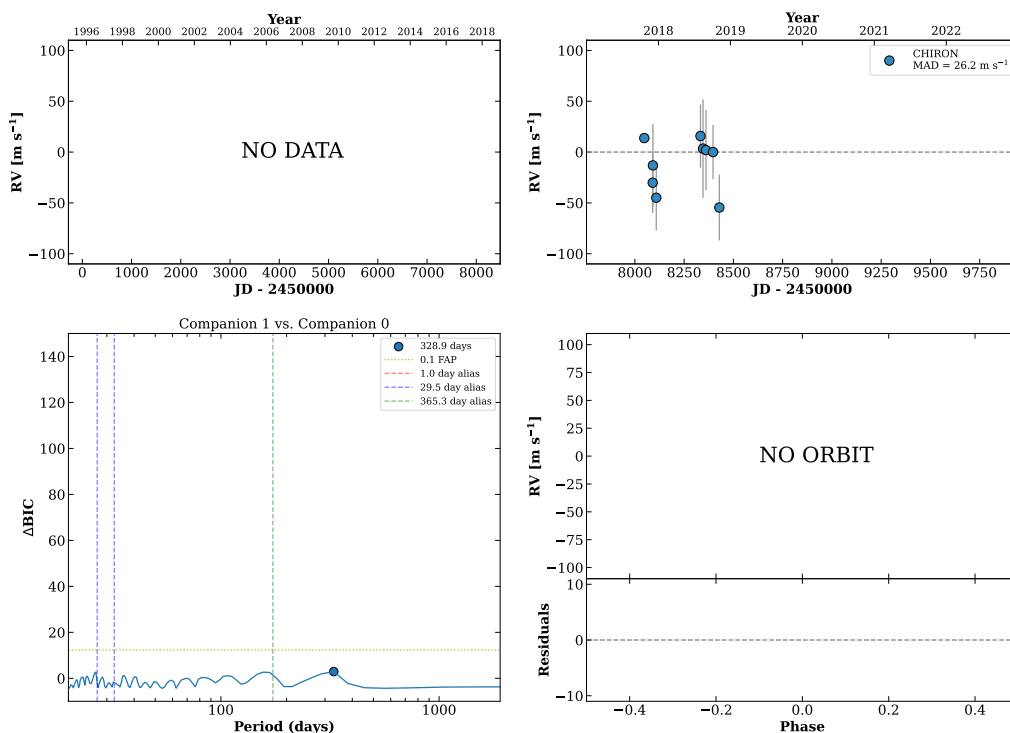 Year
1996 1998 2000 2002 2004 2006 2008 2010 2012 2014 2016 2018
RV [m s⁻¹]
100
50
0
−50
−100
NO DATA
0 1000 2000 3000 4000 5000 6000 7000 8000
JD - 2450000
Year
2018 2019 2020 2021 2022
RV [m s⁻¹]
100
50
0
−50
−100
CHIRON
MAD = 26.2 m s⁻¹
8000 8250 8500 8750 9000 9250 9500 9750
JD - 2450000
Companion 1 vs. Companion 0
ΔBIC
140
120
100
80
60
40
20
0
328.9 days
0.1 FAP
1.0 day alias
29.5 day alias
365.3 day alias
100 1000
Period (days)
RV [m s⁻¹]
100
75
50
25
0
−25
−50
−75
−100
NO ORBIT
Residuals
10
0
−10
−0.4 −0.2 0.0 0.2 0.4
Phase